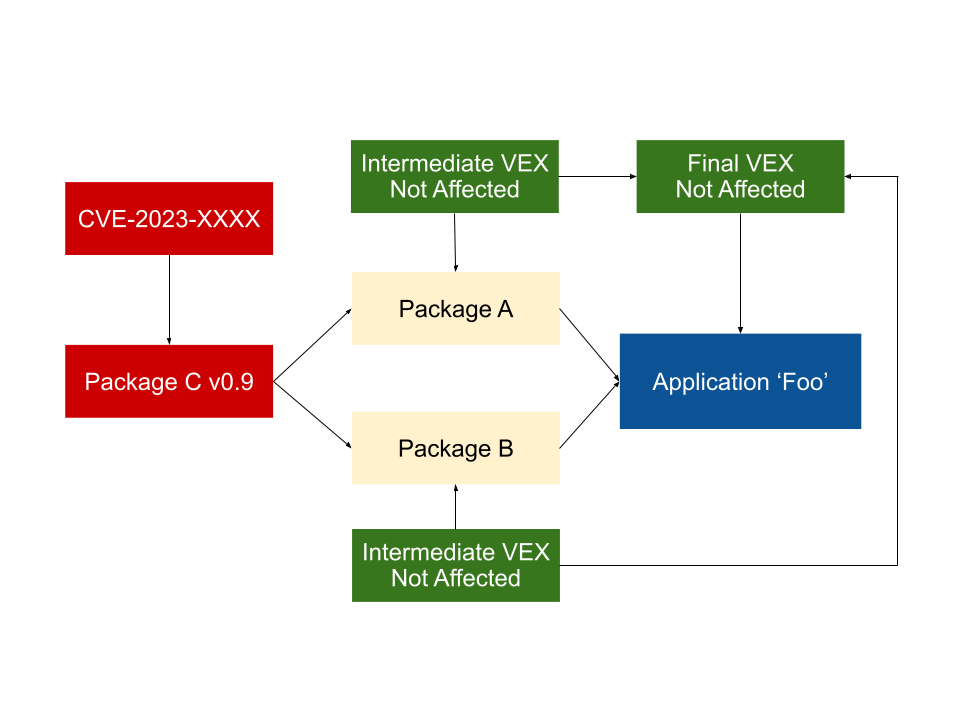 Intermediate VEX
Not Affected
Final VEX
Not Affected
CVE-2023-XXXX
Package A
Package C v0.9
Application ‘Foo’
Package B
Intermediate VEX
Not Affected